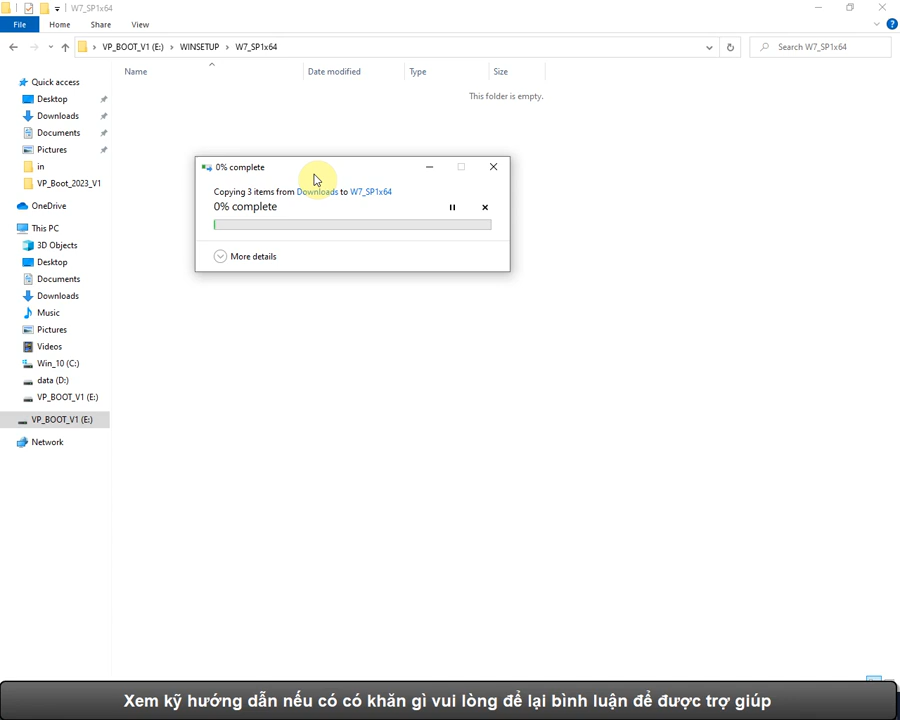 W7_SP1x64
File Home Share View
VP_BOOT_V1 (E:) WINSETUP W7_SP1x64
Search W7_SP1x64
Name Date modified Type Size
This folder is empty.
Quick access
Desktop
Downloads
Documents
Pictures
in
VP_Boot_2023_V1
OneDrive
This PC
3D Objects
Desktop
Documents
Downloads
Music
Pictures
Videos
Win_10 (C:)
data (D:)
VP_BOOT_V1 (E:)
VP_BOOT_V1 (E:)
Network
0% complete
Copying 3 items from Downloads to W7_SP1x64
0% complete
More details
Xem kỹ hướng dẫn nếu có có khăn gì vui lòng để lại bình luận để được trợ giúp